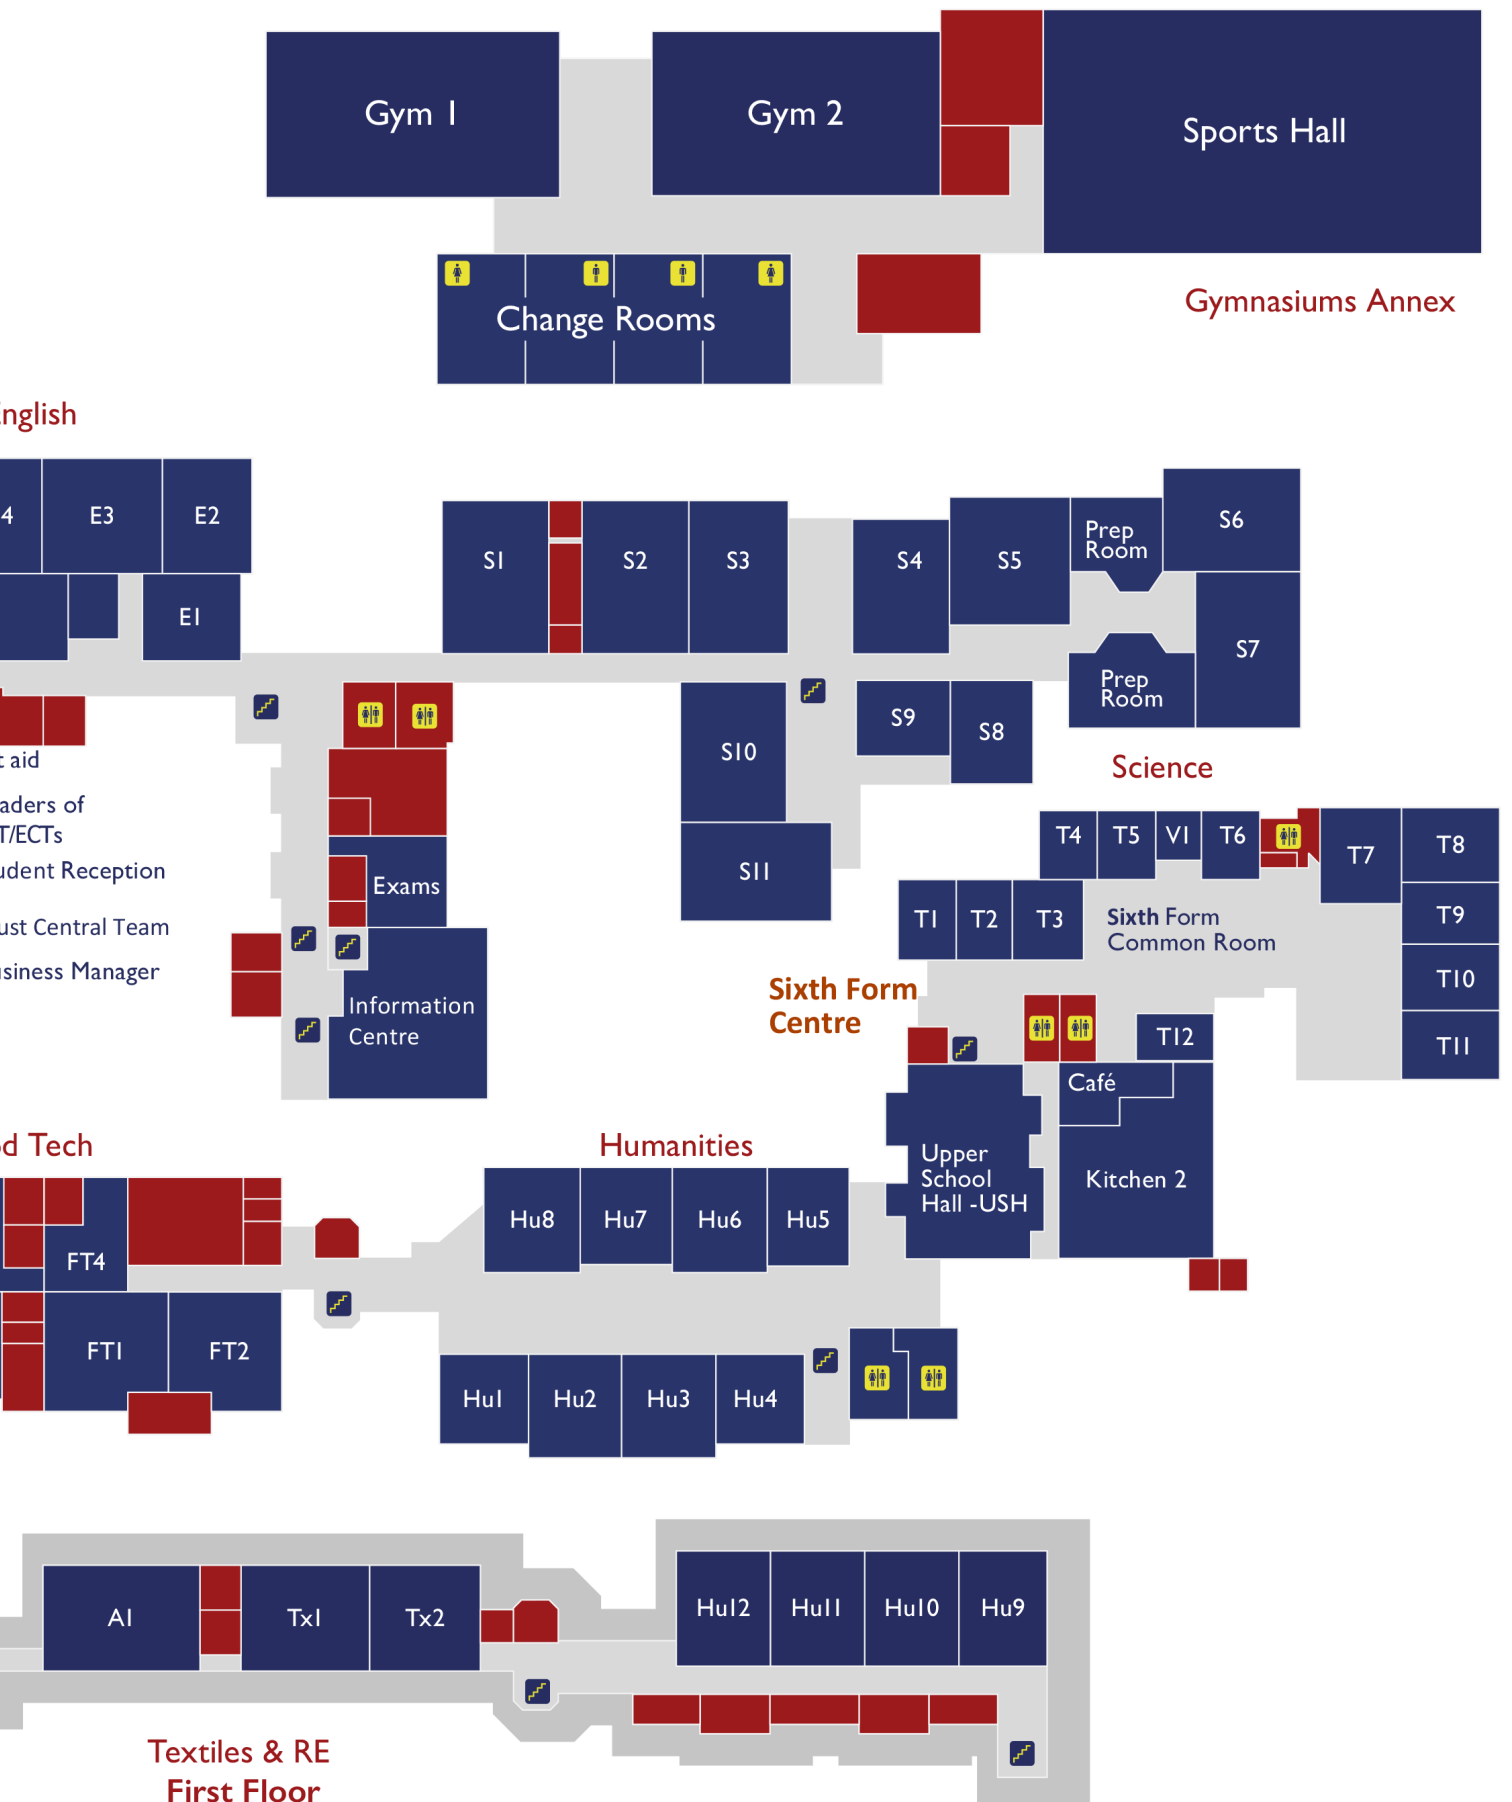 Gym 1
Gym 2
Sports Hall
Change Rooms
Gymnasiums Annex
nglish
4
E3
E2
E1
S1
S2
S3
S4
S5
Prep
Room
S6
S7
Prep
Room
S9
S8
S10
S11
Science
t aid
aders of
T/ECTs
udent Reception
ust Central Team
usiness Manager
Exams
Information
Centre
T4
T5
V1
T6
T7
T8
T9
T10
T11
T1
T2
T3
Sixth Form
Common Room
Sixth Form
Centre
T12
Café
Kitchen 2
Upper
School
Hall -USH
d Tech
FT4
FT1
FT2
Humanities
Hu8
Hu7
Hu6
Hu5
Hu1
Hu2
Hu3
Hu4
A1
Tx1
Tx2
Hu12
Hu11
Hu10
Hu9
Textiles & RE
First Floor